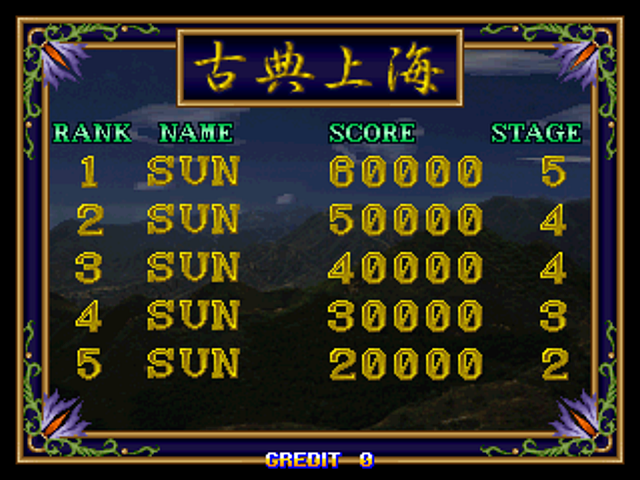 古典上海
RANK NAME SCORE STAGE
1 SUN 60000 5
2 SUN 50000 4
3 SUN 40000 4
4 SUN 30000 3
5 SUN 20000 2
CREDIT 0